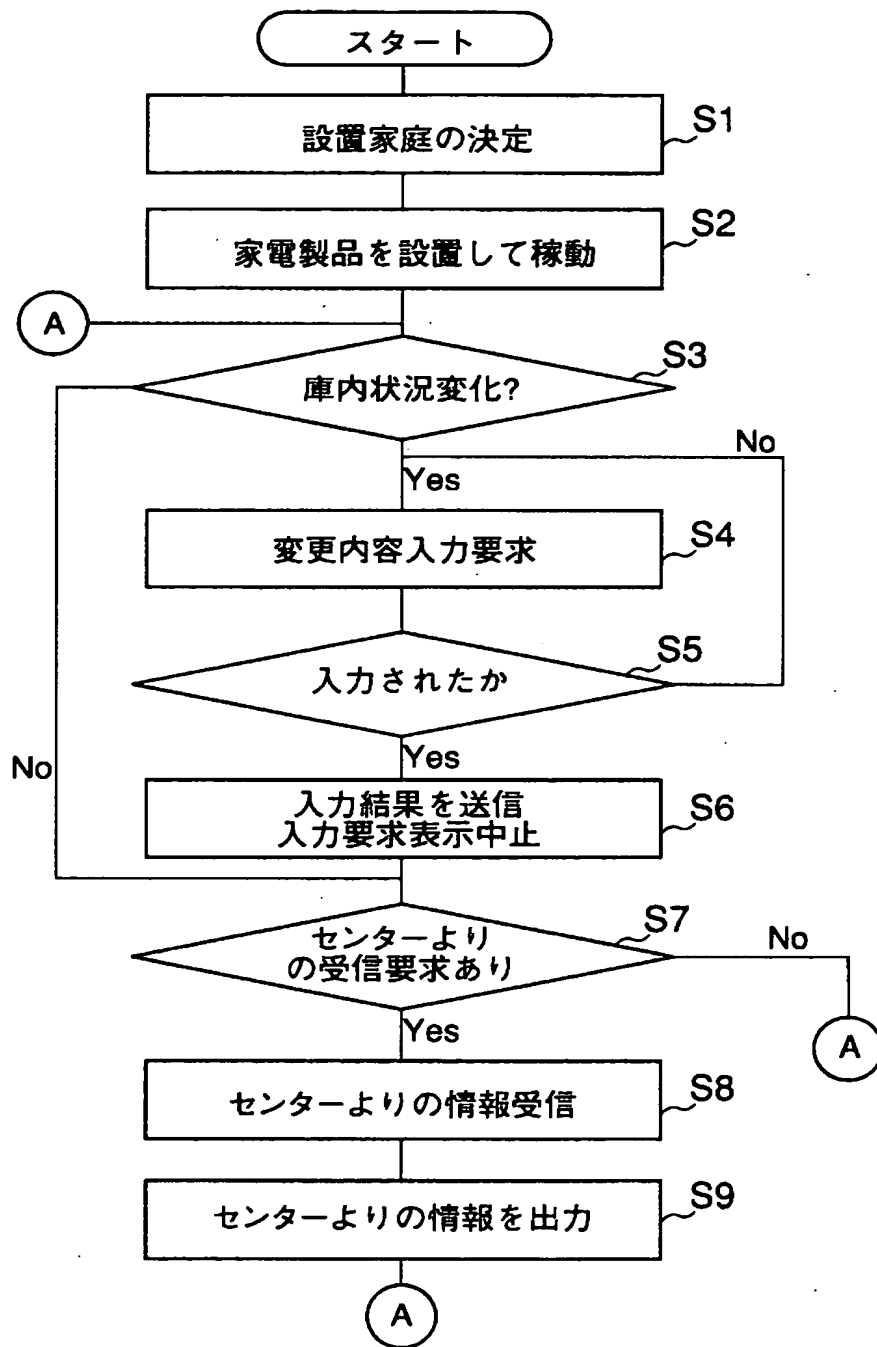 スタート
設置家庭の決定
S1
家電製品を設置して稼動
S2
A
庫内状況変化?
S3
No
Yes
変更内容入力要求
S4
入力されたか
S5
No
Yes
入力結果を送信
入力要求表示中止
S6
センターより
の受信要求あり
S7
No
Yes
A
センターよりの情報受信
S8
センターよりの情報を出力
S9
A